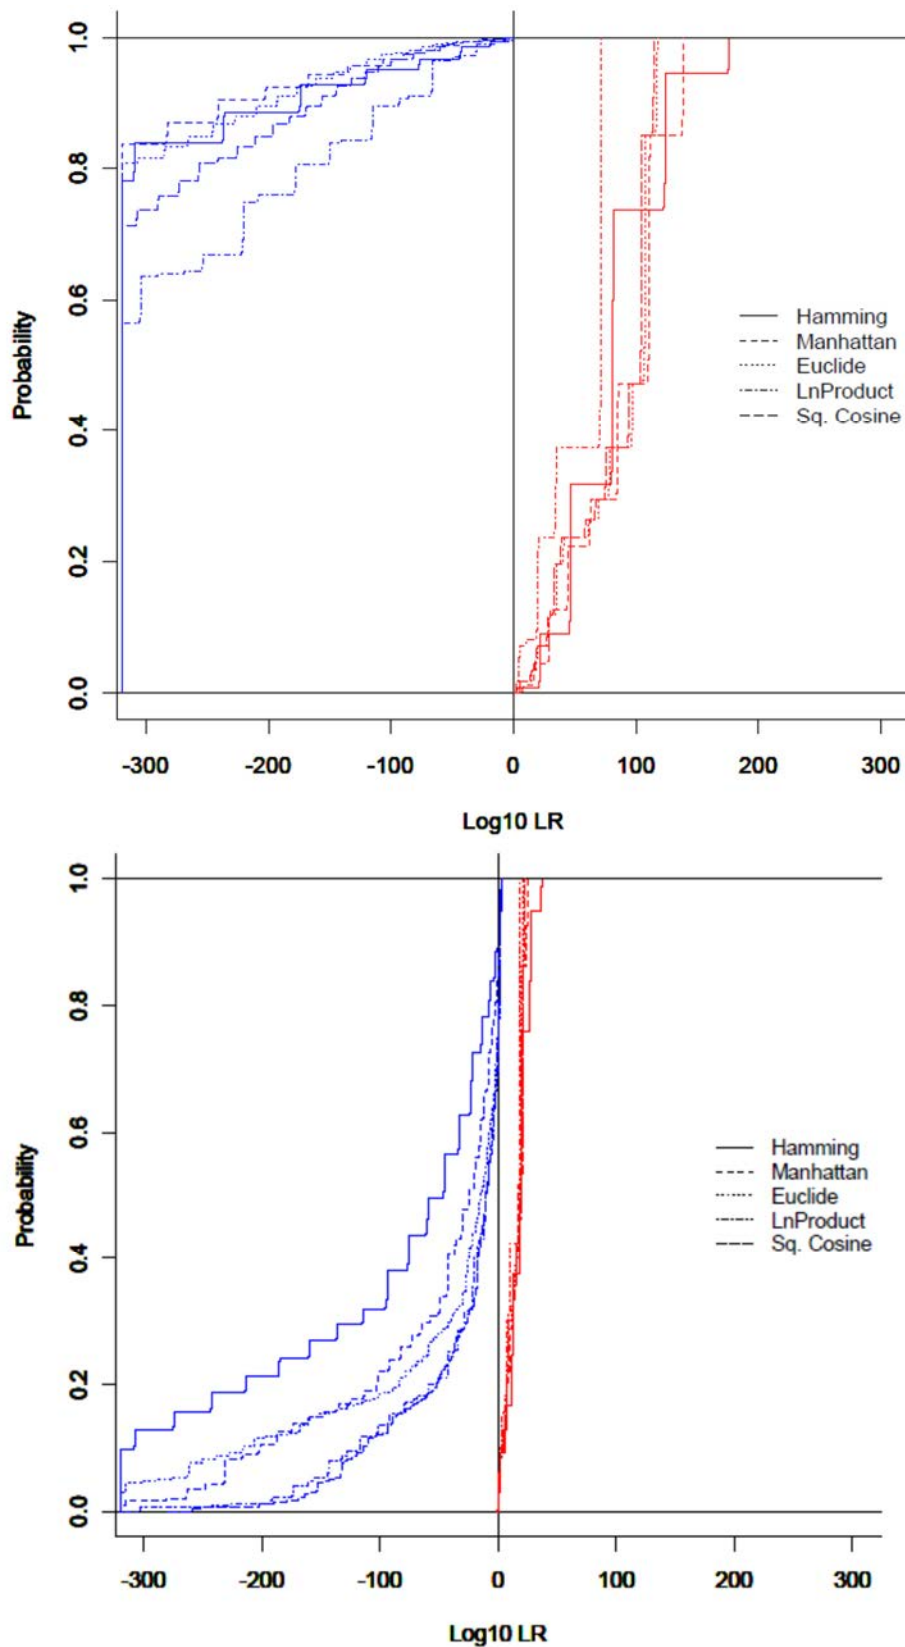 1.0
0.8
0.6
0.4
0.2
0.0
Probability
Hamming
Manhattan
Euclide
LnProduct
Sq. Cosine
-300 -200 -100 0 100 200 300
Log10 LR
1.0
0.8
0.6
0.4
0.2
0.0
Probability
Hamming
Manhattan
Euclide
LnProduct
Sq. Cosine
-300 -200 -100 0 100 200 300
Log10 LR